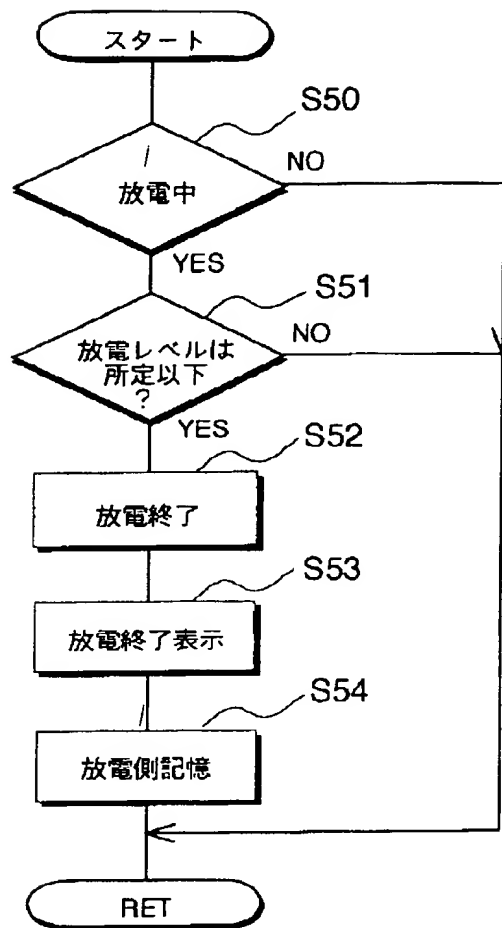 スタート
S50
放電中
NO
YES
S51
放電レベルは
所定以下
?
NO
YES
S52
放電終了
S53
放電終了表示
S54
放電側記憶
RET